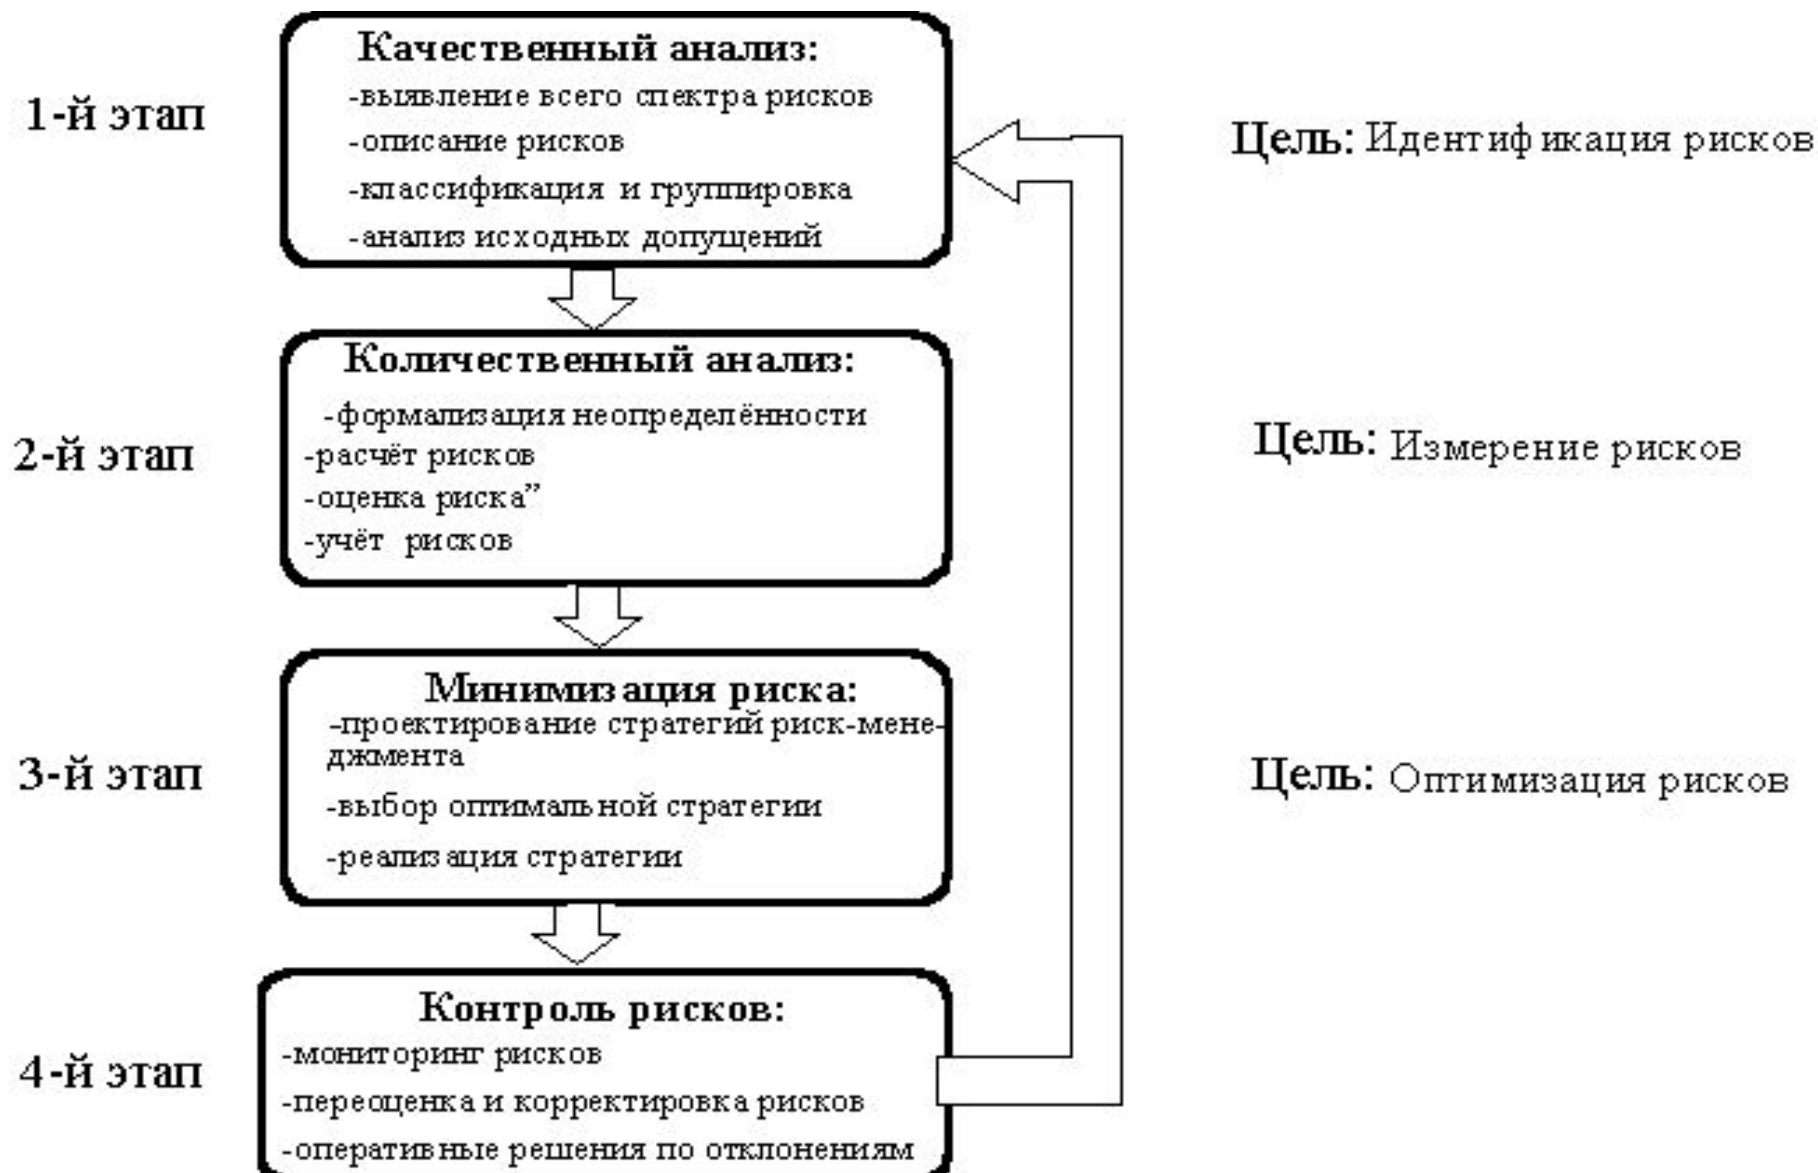 Качественный анализ:
-выявление всего спектра рисков
1-й этап
-описание рисков
Цель: Идентификация рисков
-классификация и группировка
-анализ исходных допущений
Количественный анализ:
-формализация неопределённости
2-й этап
-расчёт рисков
Цель: Измерение рисков
-оценка риска”
-учёт рисков
Минимизация риска:
-проектирование стратегий риск-мене-
джмента
3-й этап
Цель: Оптимизация рисков
-выбор оптимальной стратегии
-реализация стратегии
Контроль рисков:
-мониторинг рисков
4-й этап
-переоценка и корректировка рисков
-оперативные решения по отклонениям